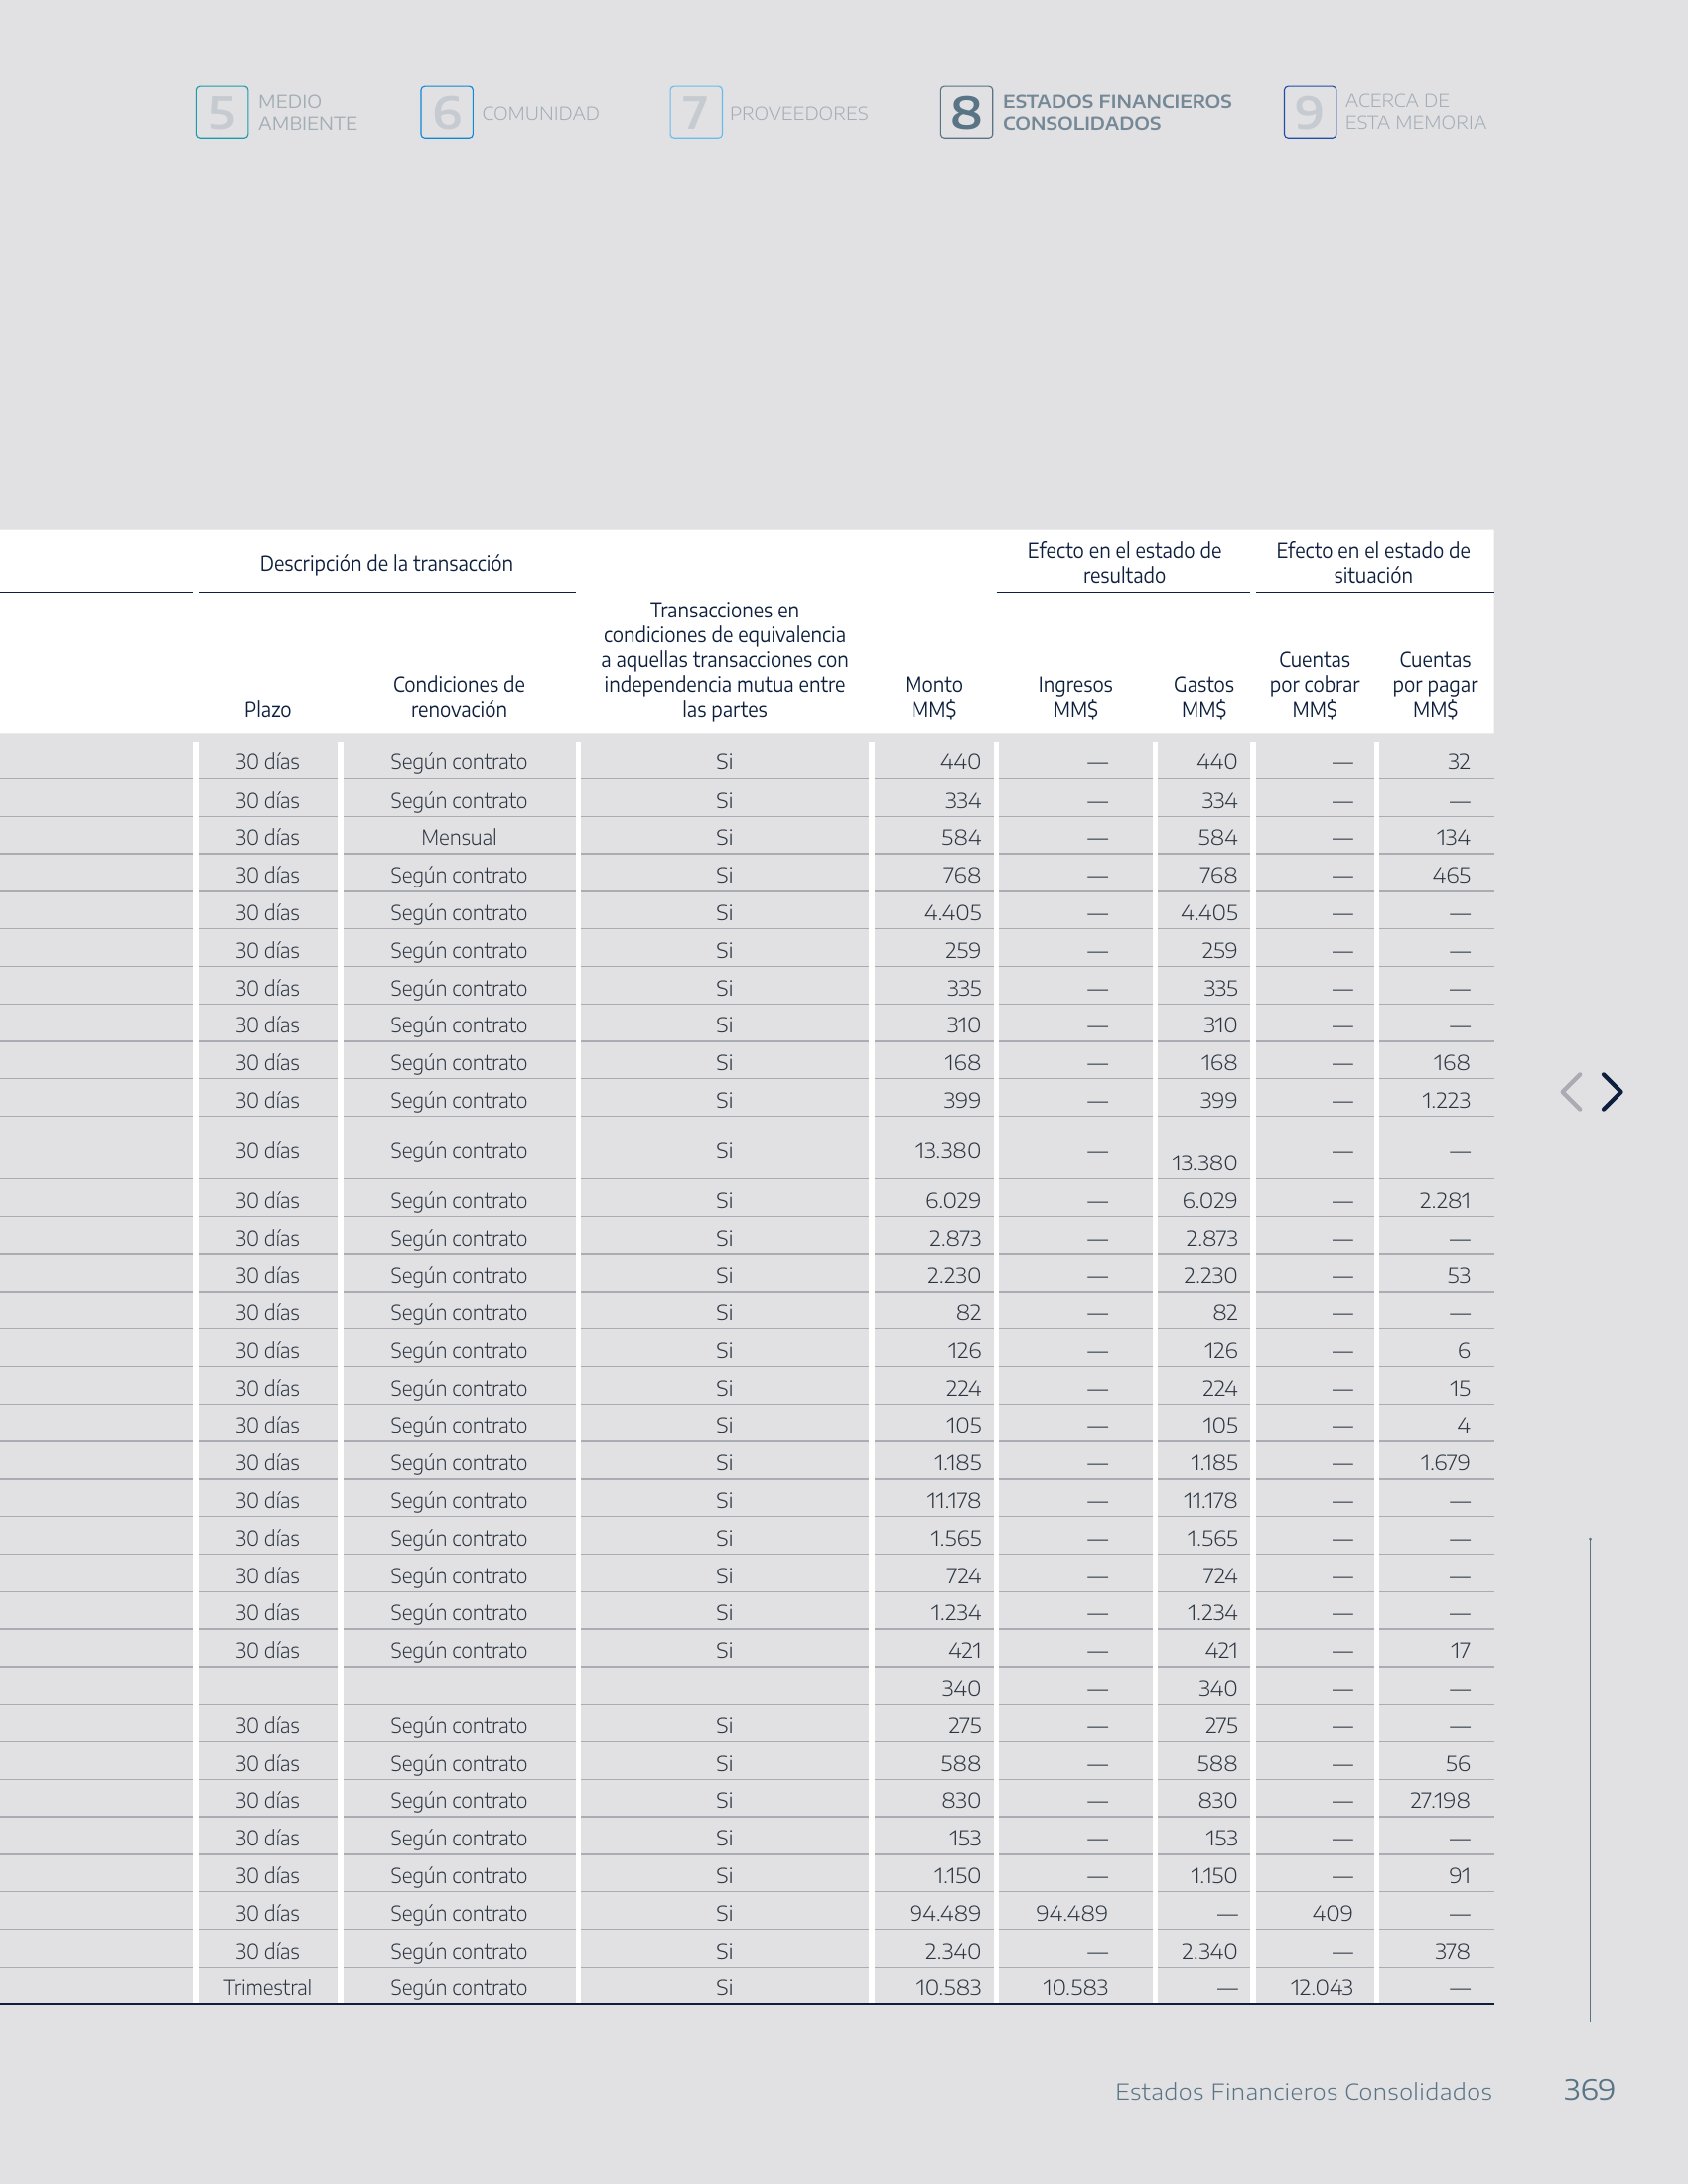 5 MEDIO AMBIENTE
6 COMUNIDAD
7 PROVEEDORES
8 ESTADOS FINANCIEROS CONSOLIDADOS
9 ACERCA DE ESTA MEMORIA
Descripción de la transacción
Efecto en el estado de resultado
Efecto en el estado de situación
Plazo
Condiciones de renovación
Transacciones en condiciones de equivalencia a aquellas transacciones con independencia mutua entre las partes
Monto MM$
Ingresos MM$
Gastos MM$
Cuentas por cobrar MM$
Cuentas por pagar MM$
30 días Según contrato Si 440 — 440 — 32
30 días Según contrato Si 334 — 334 — —
30 días Mensual Si 584 — 584 — 134
30 días Según contrato Si 768 — 768 — 465
30 días Según contrato Si 4.405 — 4.405 — —
30 días Según contrato Si 259 — 259 — —
30 días Según contrato Si 335 — 335 — —
30 días Según contrato Si 310 — 310 — —
30 días Según contrato Si 168 — 168 — 168
30 días Según contrato Si 399 — 399 — 1.223
30 días Según contrato Si 13.380 — 13.380 — —
30 días Según contrato Si 6.029 — 6.029 — 2.281
30 días Según contrato Si 2.873 — 2.873 — —
30 días Según contrato Si 2.230 — 2.230 — 53
30 días Según contrato Si 82 — 82 — —
30 días Según contrato Si 126 — 126 — 6
30 días Según contrato Si 224 — 224 — 15
30 días Según contrato Si 105 — 105 — 4
30 días Según contrato Si 1.185 — 1.185 — 1.679
30 días Según contrato Si 11.178 — 11.178 — —
30 días Según contrato Si 1.565 — 1.565 — —
30 días Según contrato Si 724 — 724 — —
30 días Según contrato Si 1.234 — 1.234 — —
30 días Según contrato Si 421 — 421 — 17
340 — 340 — —
30 días Según contrato Si 275 — 275 — —
30 días Según contrato Si 588 — 588 — 56
30 días Según contrato Si 830 — 830 — 27.198
30 días Según contrato Si 153 — 153 — —
30 días Según contrato Si 1.150 — 1.150 — 91
30 días Según contrato Si 94.489 94.489 — 409 —
30 días Según contrato Si 2.340 — 2.340 — 378
Trimestral Según contrato Si 10.583 10.583 — 12.043 —
Estados Financieros Consolidados 369